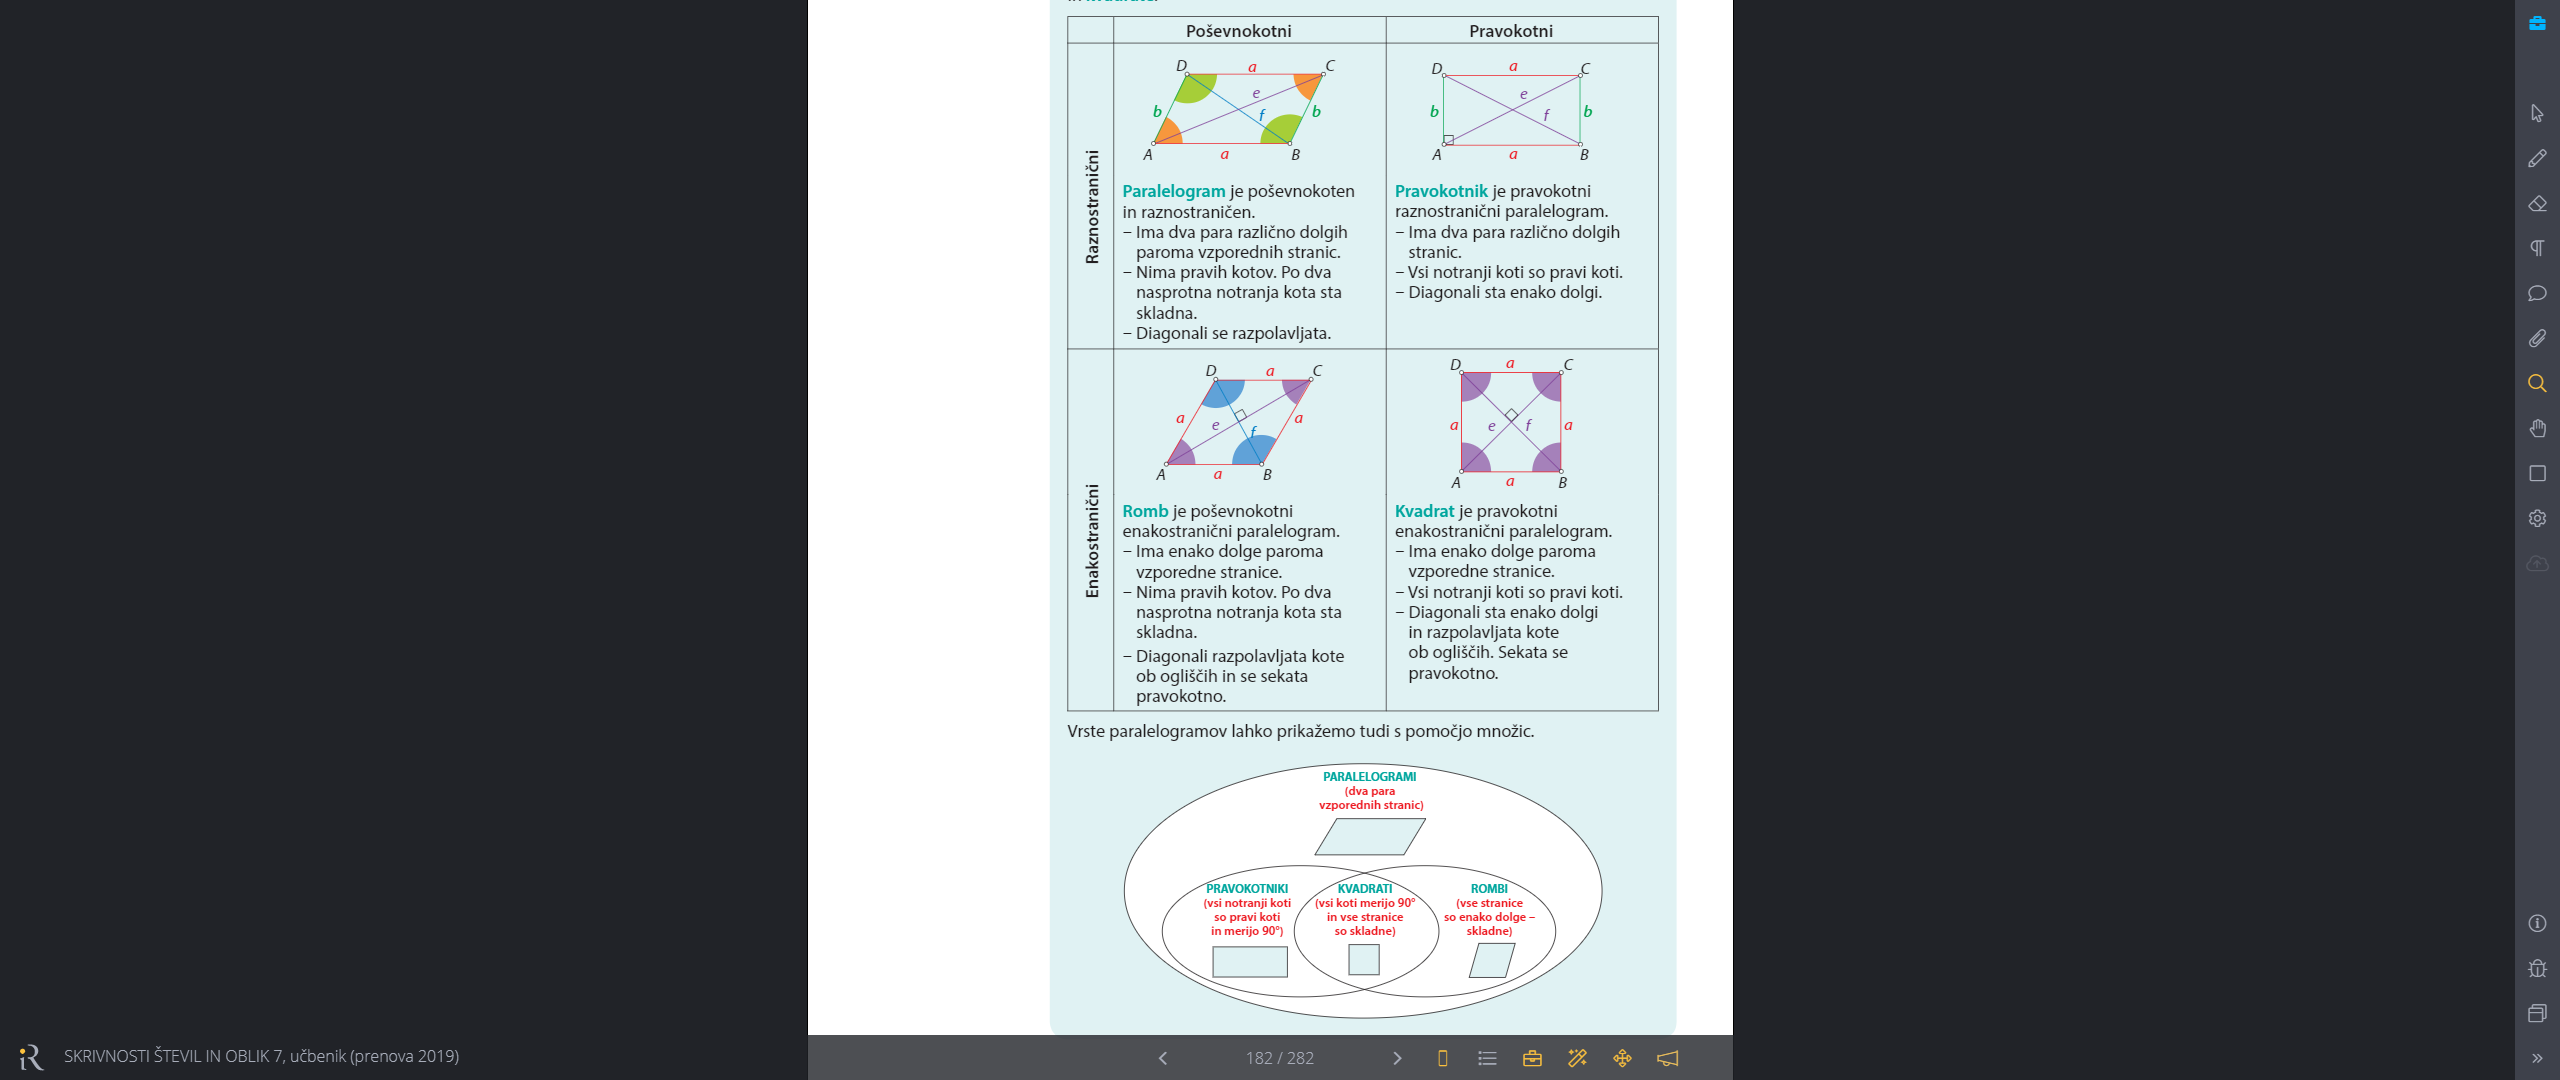 Poševnokotni
Pravokotni
Raznostranični
D a C
b e f b
A a B
D a C
b e f b
A a B
Paralelogram je poševnokoten
in raznostraničen.
– Ima dva para različno dolgih
paroma vzporednih stranic.
– Nima pravih kotov. Po dva
nasprotna notranja kota sta
skladna.
– Diagonali se razpolavljata.
Pravokotnik je pravokotni
raznostranični paralelogram.
– Ima dva para različno dolgih
stranic.
– Vsi notranji koti so pravi koti.
– Diagonali sta enako dolgi.
Enakostranični
D a C
a e f a
A a B
D a C
a e f a
A a B
Romb je poševnokotni
enakostranični paralelogram.
– Ima enako dolge paroma
vzporedne stranice.
– Nima pravih kotov. Po dva
nasprotna notranja kota sta
skladna.
– Diagonali razpolavljata kote
ob ogliščih in se sekata
pravokotno.
Kvadrat je pravokotni
enakostranični paralelogram.
– Ima enako dolge paroma
vzporedne stranice.
– Vsi notranji koti so pravi koti.
– Diagonali sta enako dolgi
in razpolavljata kote
ob ogliščih. Sekata se
pravokotno.
Vrste paralelogramov lahko prikažemo tudi s pomočjo množic.
PARALELOGRAMI
(dva para
vzporednih stranic)
PRAVOKOTNIKI
(vsi notranji koti
so pravi koti
in merijo 90°)
KVADRATI
(vsi koti merijo 90°
in vse stranice
so skladne)
ROMBI
(vse stranice
so enako dolge –
skladne)
iR SKRIVNOSTI ŠTEVIL IN OBLIK 7, učbenik (prenova 2019)
182 / 282